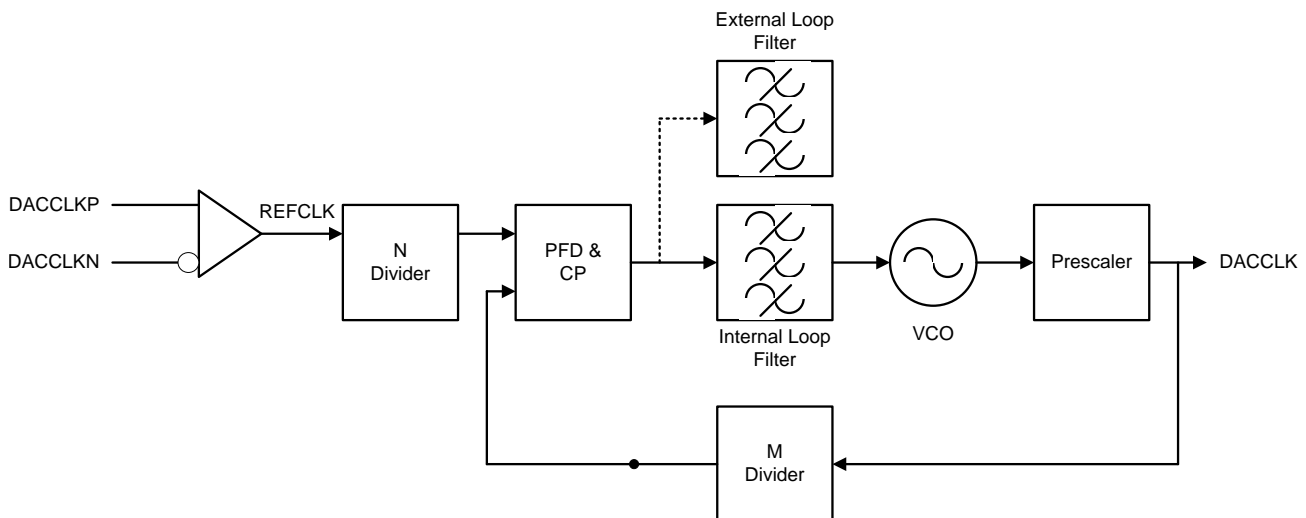 External Loop
Filter
DACCLKP
DACCLKN
REFCLK
N
Divider
PFD &
CP
Internal Loop
Filter
VCO
Prescaler
DACCLK
M
Divider